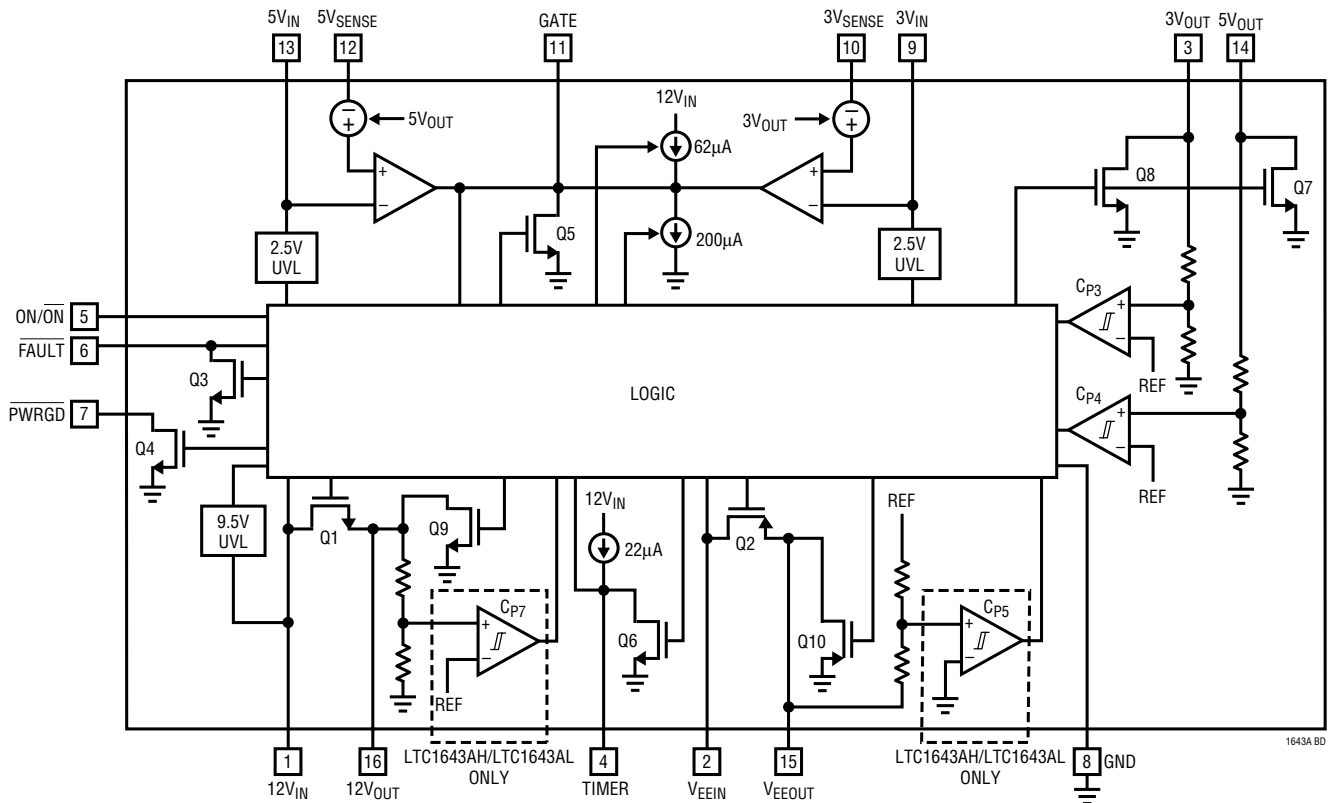 5VIN
13
5VSENSE
12
GATE
11
3VSENSE
10
3VIN
9
3VOUT
3
5VOUT
14
−
+
5VOUT
12VIN
62µA
3VOUT
−
+
+
−
+
−
Q8
Q7
2.5V
UVL
Q5
200µA
2.5V
UVL
ON/ON 5
FAULT 6
PWRGD 7
Q3
Q4
LOGIC
CP3
+
−
REF
CP4
+
−
REF
9.5V
UVL
Q1
Q9
CP7
+
−
REF
12VIN
22µA
Q6
Q2
Q10
REF
CP5
+
−
1643A BD
1
12VIN
16
12VOUT
LTC1643AH/LTC1643AL
ONLY
4
TIMER
2
VEEIN
15
VEEOUT
LTC1643AH/LTC1643AL
ONLY
8 GND